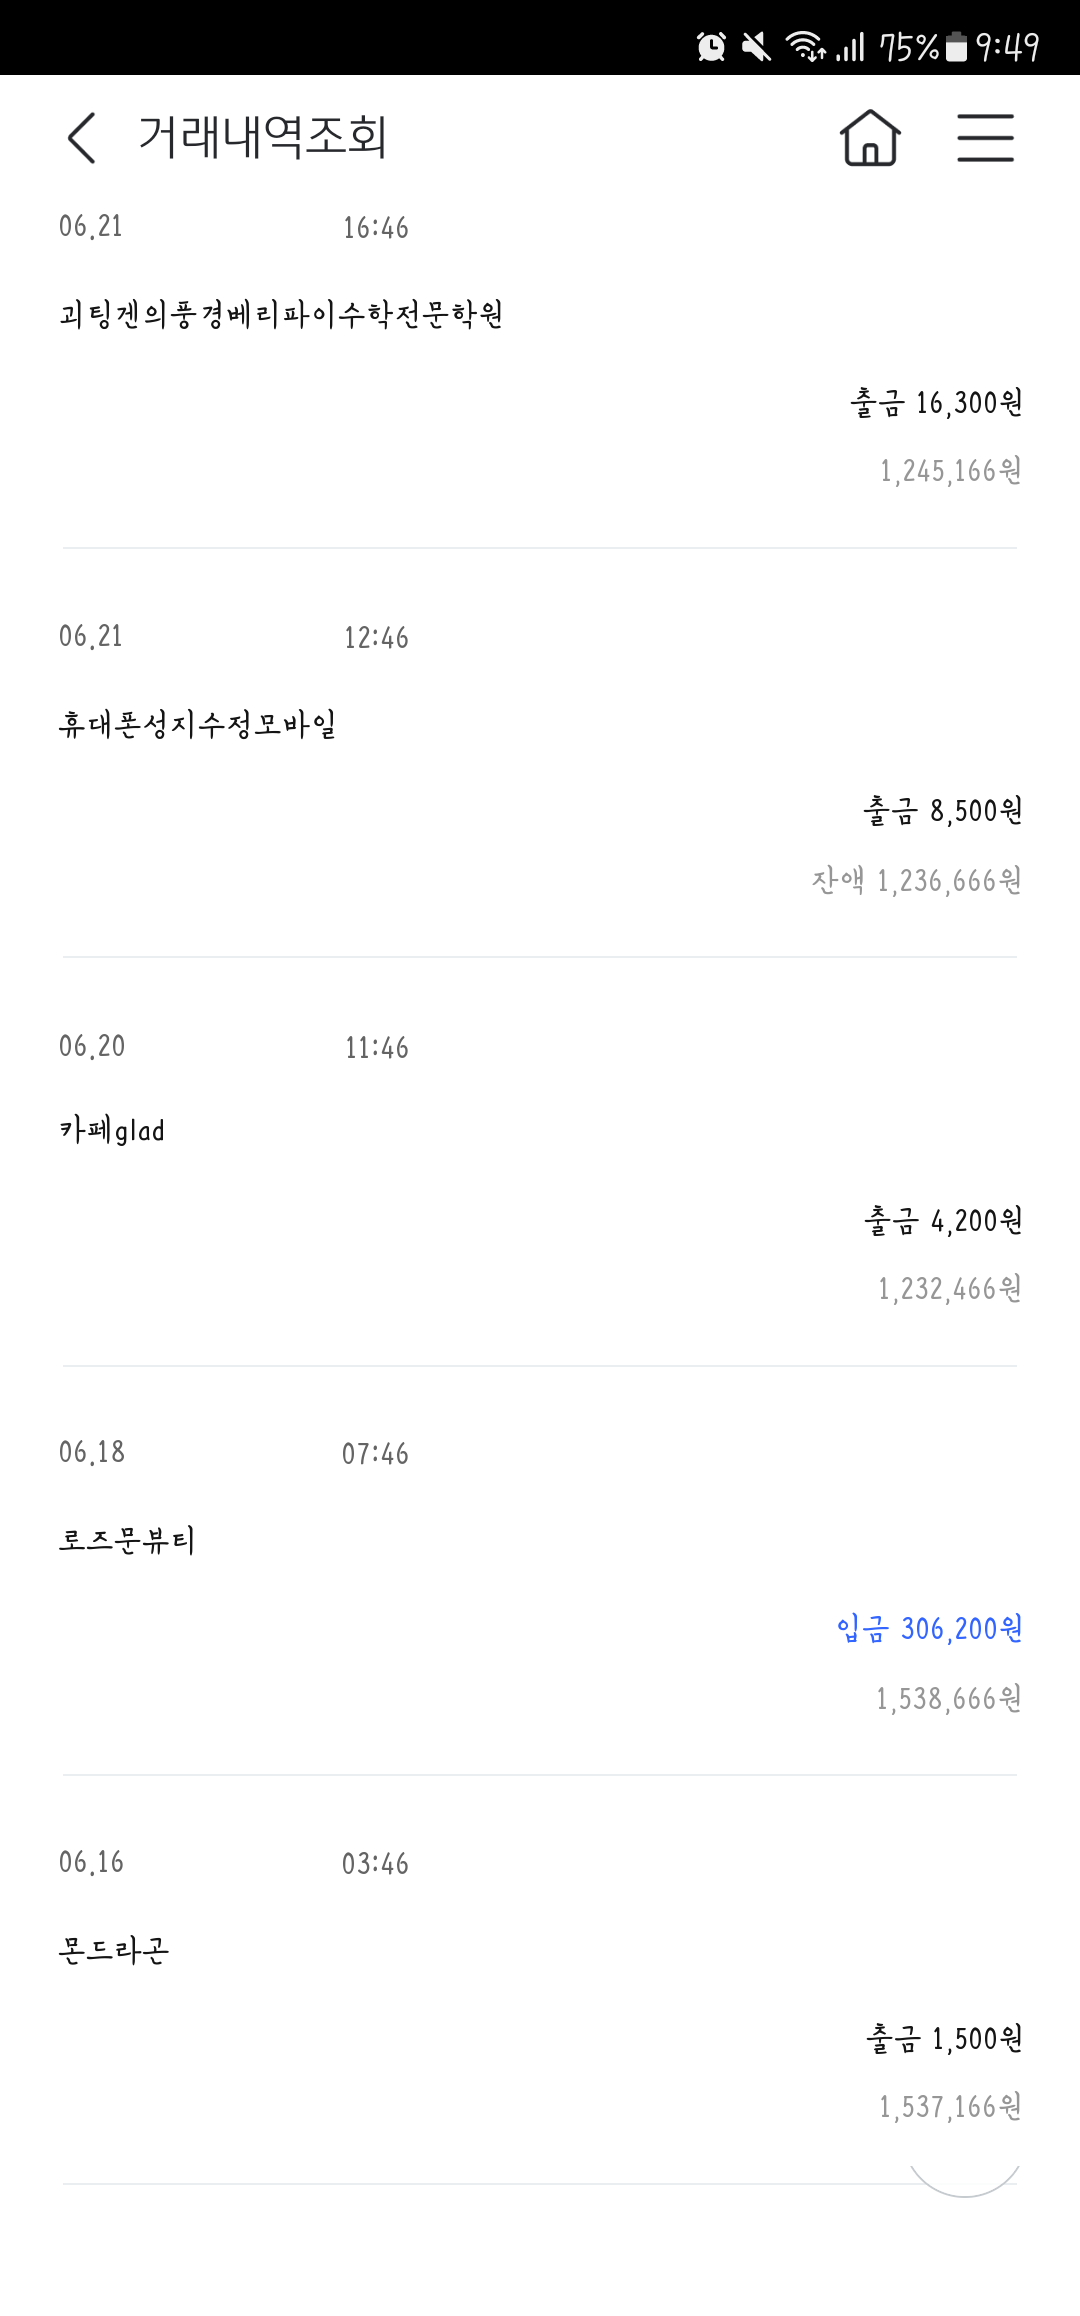 75% 9:49
거래내역조회
06.21 16:46
괴팅겐의풍경베리파이수학전문학원
출금 16,300원
1,245,166원
06.21 12:46
휴대폰성지수정모바일
출금 8,500원
잔액 1,236,666원
06.20 11:46
카페glad
출금 4,200원
1,232,466원
06.18 07:46
로즈문뷰티
입금 306,200원
1,538,666원
06.16 03:46
몬드라곤
출금 1,500원
1,537,166원